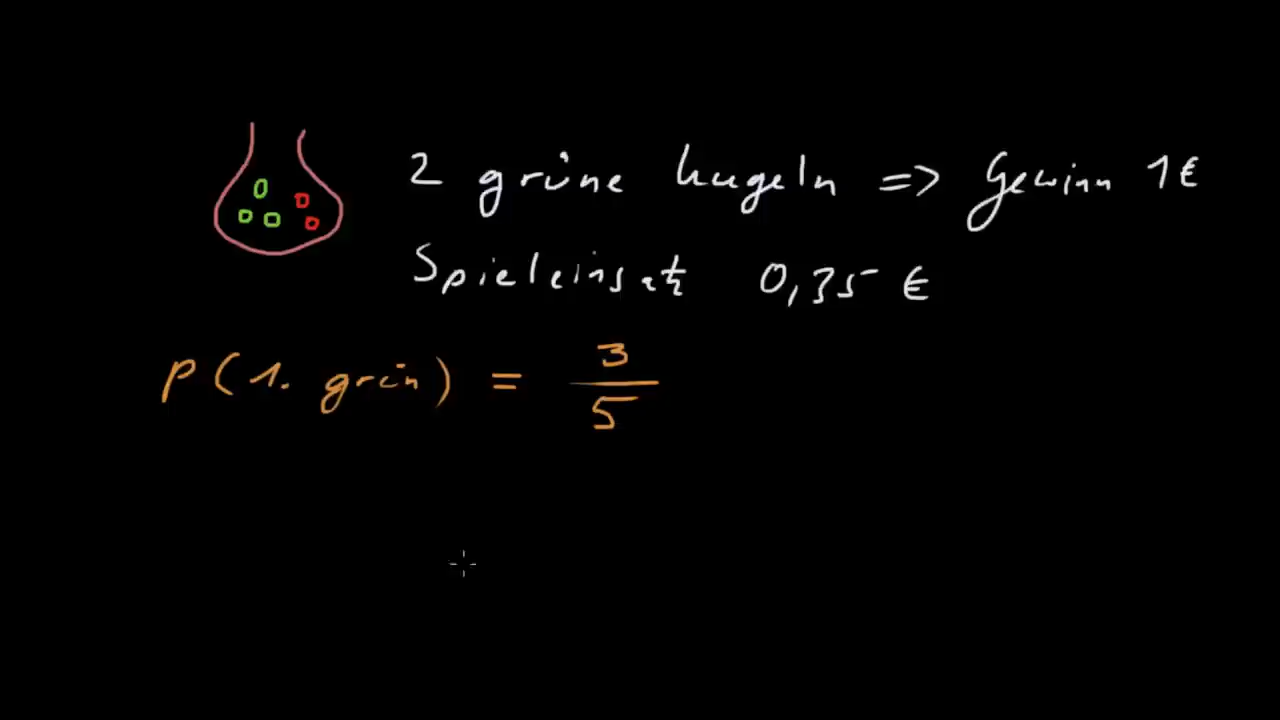 2 grüne Kugeln => Gewinn 1€
Spieleinsatz 0,35 €
P(1. grün) = 3/5